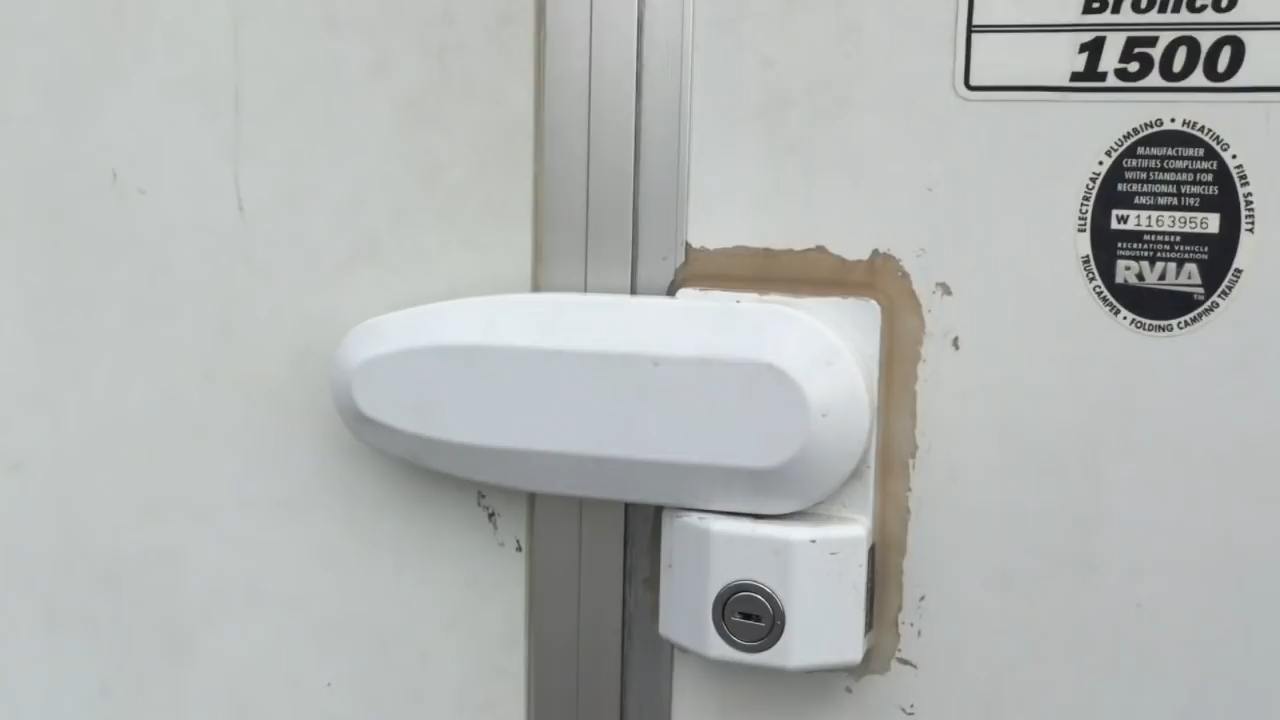 Bronco
1500
ELECTRICAL • PLUMBING • HEATING • FIRE SAFETY
MANUFACTURER
CERTIFIES COMPLIANCE
WITH STANDARD FOR
RECREATIONAL VEHICLES
ANSI/NFPA 1192
W 1163956
MEMBER
RECREATION VEHICLE
INDUSTRY ASSOCIATION
RVIA
TM
TRUCK CAMPER • FOLDING CAMPING TRAILER